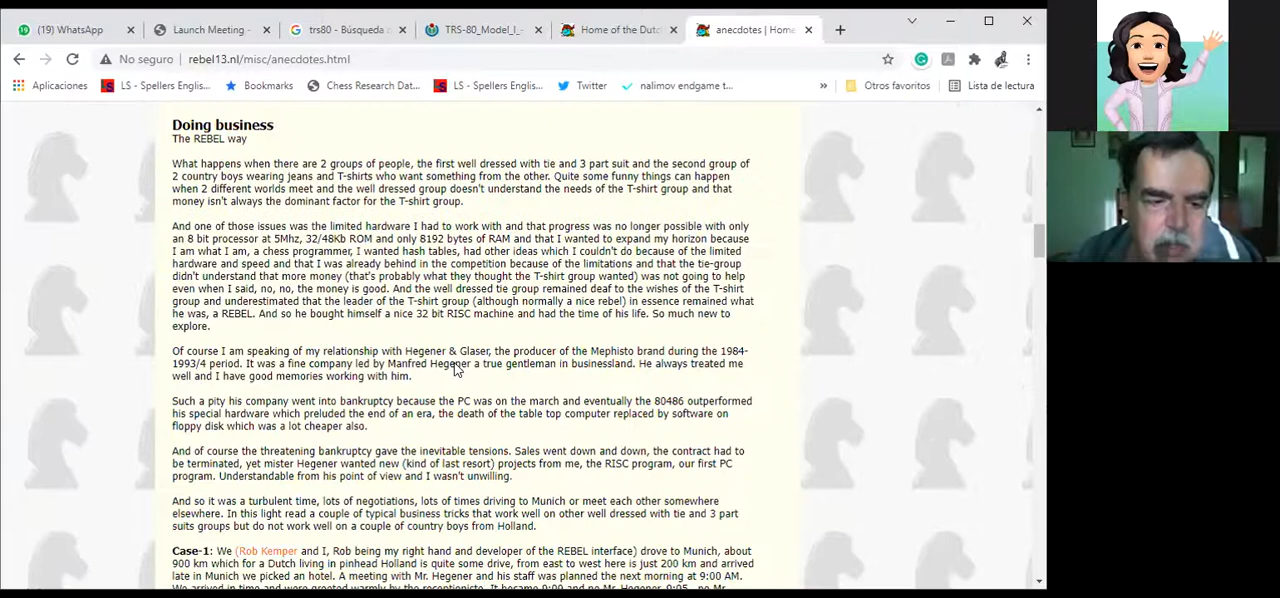 (19) WhatsApp
Launch Meeting -
trs80 - Búsqueda
TRS-80_Model_I_-
Home of the Dutc
anecdotes | Home
No seguro | rebel13.nl/misc/anecdotes.html
Aplicaciones
LS - Spellers Englis...
Bookmarks
Chess Research Dat...
LS - Spellers Englis...
Twitter
nalimov endgame t...
»
Otros favoritos
Lista de lectura
Doing business
The REBEL way
What happens when there are 2 groups of people, the first well dressed with tie and 3 part suit and the second group of
2 country boys wearing jeans and T-shirts who want something from the other. Quite some funny things can happen
when 2 different worlds meet and the well dressed group doesn't understand the needs of the T-shirt group and that
money isn't always the dominant factor for the T-shirt group.
And one of those issues was the limited hardware I had to work with and that progress was no longer possible with only
an 8 bit processor at 5Mhz, 32/48Kb ROM and only 8192 bytes of RAM and that I wanted to expand my horizon because
I am what I am, a chess programmer, I wanted hash tables, had other ideas which I couldn't do because of the limited
hardware and speed and that I was already behind in the competition because of the limitations and that the tie-group
didn't understand that more money (that's probably what they thought the T-shirt group wanted) was not going to help
even when I said, no, no, the money is good. And the well dressed tie group remained deaf to the wishes of the T-shirt
group and underestimated that the leader of the T-shirt group (although normally a nice rebel) in essence remained what
he was, a REBEL. And so he bought himself a nice 32 bit RISC machine and had the time of his life. So much new to
explore.
Of course I am speaking of my relationship with Hegener & Glaser, the producer of the Mephisto brand during the 1984-
1993/4 period. It was a fine company led by Manfred Hegener a true gentleman in businessland. He always treated me
well and I have good memories working with him.
Such a pity his company went into bankruptcy because the PC was on the march and eventually the 80486 outperformed
his special hardware which preluded the end of an era, the death of the table top computer replaced by software on
floppy disk which was a lot cheaper also.
And of course the threatening bankruptcy gave the inevitable tensions. Sales went down and down, the contract had to
be terminated, yet mister Hegener wanted new (kind of last resort) projects from me, the RISC program, our first PC
program. Understandable from his point of view and I wasn't unwilling.
And so it was a turbulent time, lots of negotiations, lots of times driving to Munich or meet each other somewhere
elsewhere. In this light read a couple of typical business tricks that work well on other well dressed with tie and 3 part
suits groups but do not work well on a couple of country boys from Holland.
Case-1: We (Rob Kemper and I, Rob being my right hand and developer of the REBEL interface) drove to Munich, about
900 km which for a Dutch living in pinhead Holland is quite some drive, from east to west here is just 200 km and arrived
late in Munich we picked an hotel. A meeting with Mr. Hegener and his staff was planned the next morning at 9:00 AM.
We arrived in time and were greeted warmly by the receptioniste. It became 9:00 and no Mr. Hegener, 9:05, no Mr.